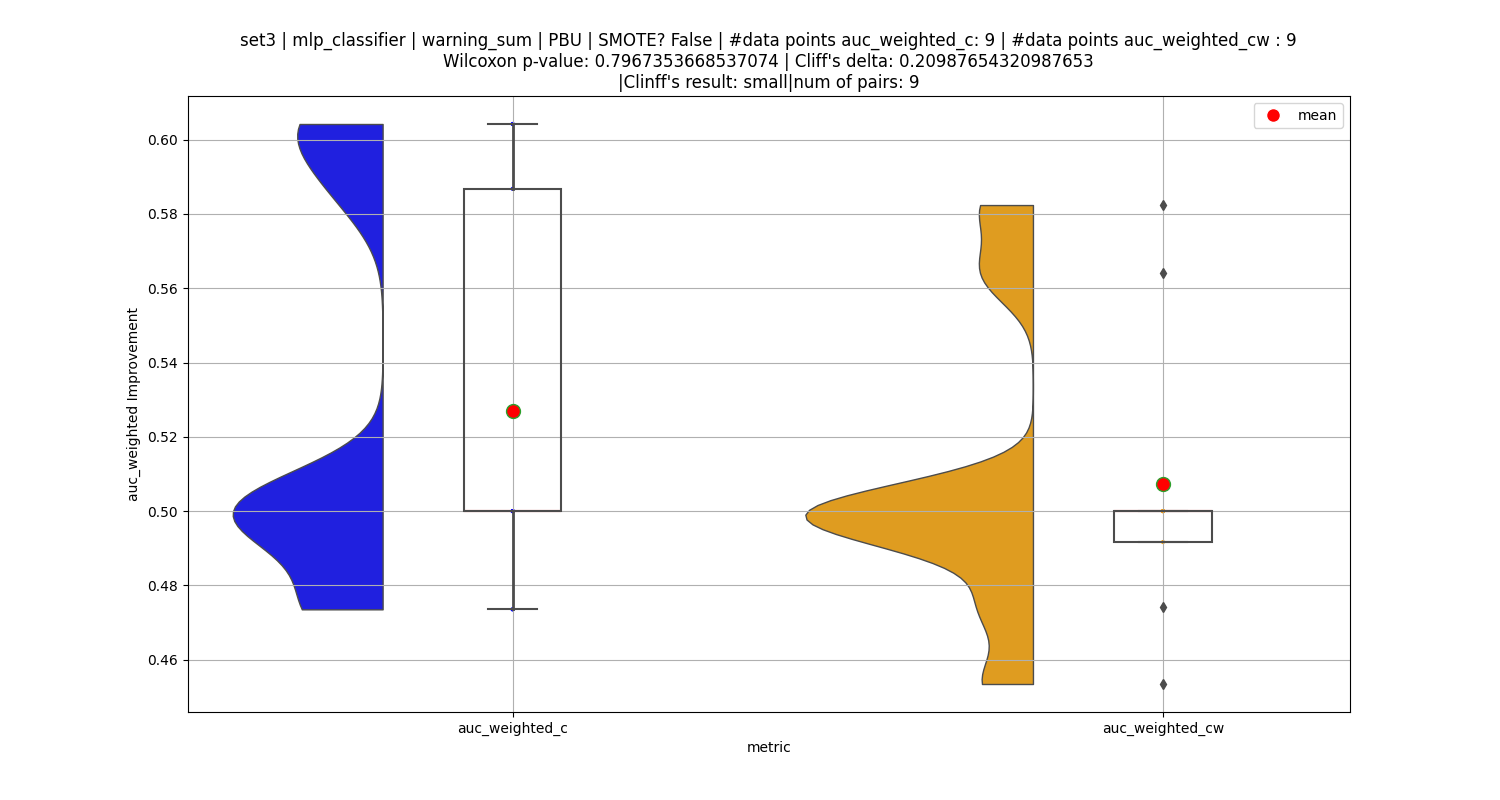 set3 | mlp_classifier | warning_sum | PBU | SMOTE? False | #data points auc_weighted_c: 9 | #data points auc_weighted_cw : 9
Wilcoxon p-value: 0.7967353668537074 | Cliff's delta: 0.20987654320987653
|Clinff's result: small|num of pairs: 9
mean
0.60
0.58
0.56
0.54
0.52
0.50
0.48
0.46
auc_weighted Improvement
auc_weighted_c
auc_weighted_cw
metric